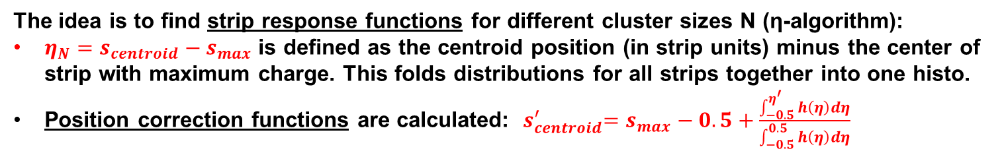 The idea is to find strip response functions for different cluster sizes N (η-algorithm):
• η_N = s_centroid − s_max is defined as the centroid position (in strip units) minus the center of
strip with maximum charge. This folds distributions for all strips together into one histo.
• Position correction functions are calculated: s′_centroid = s_max − 0.5 + ∫_{−0.5}^{η′} h(η)dη / ∫_{−0.5}^{0.5} h(η)dη